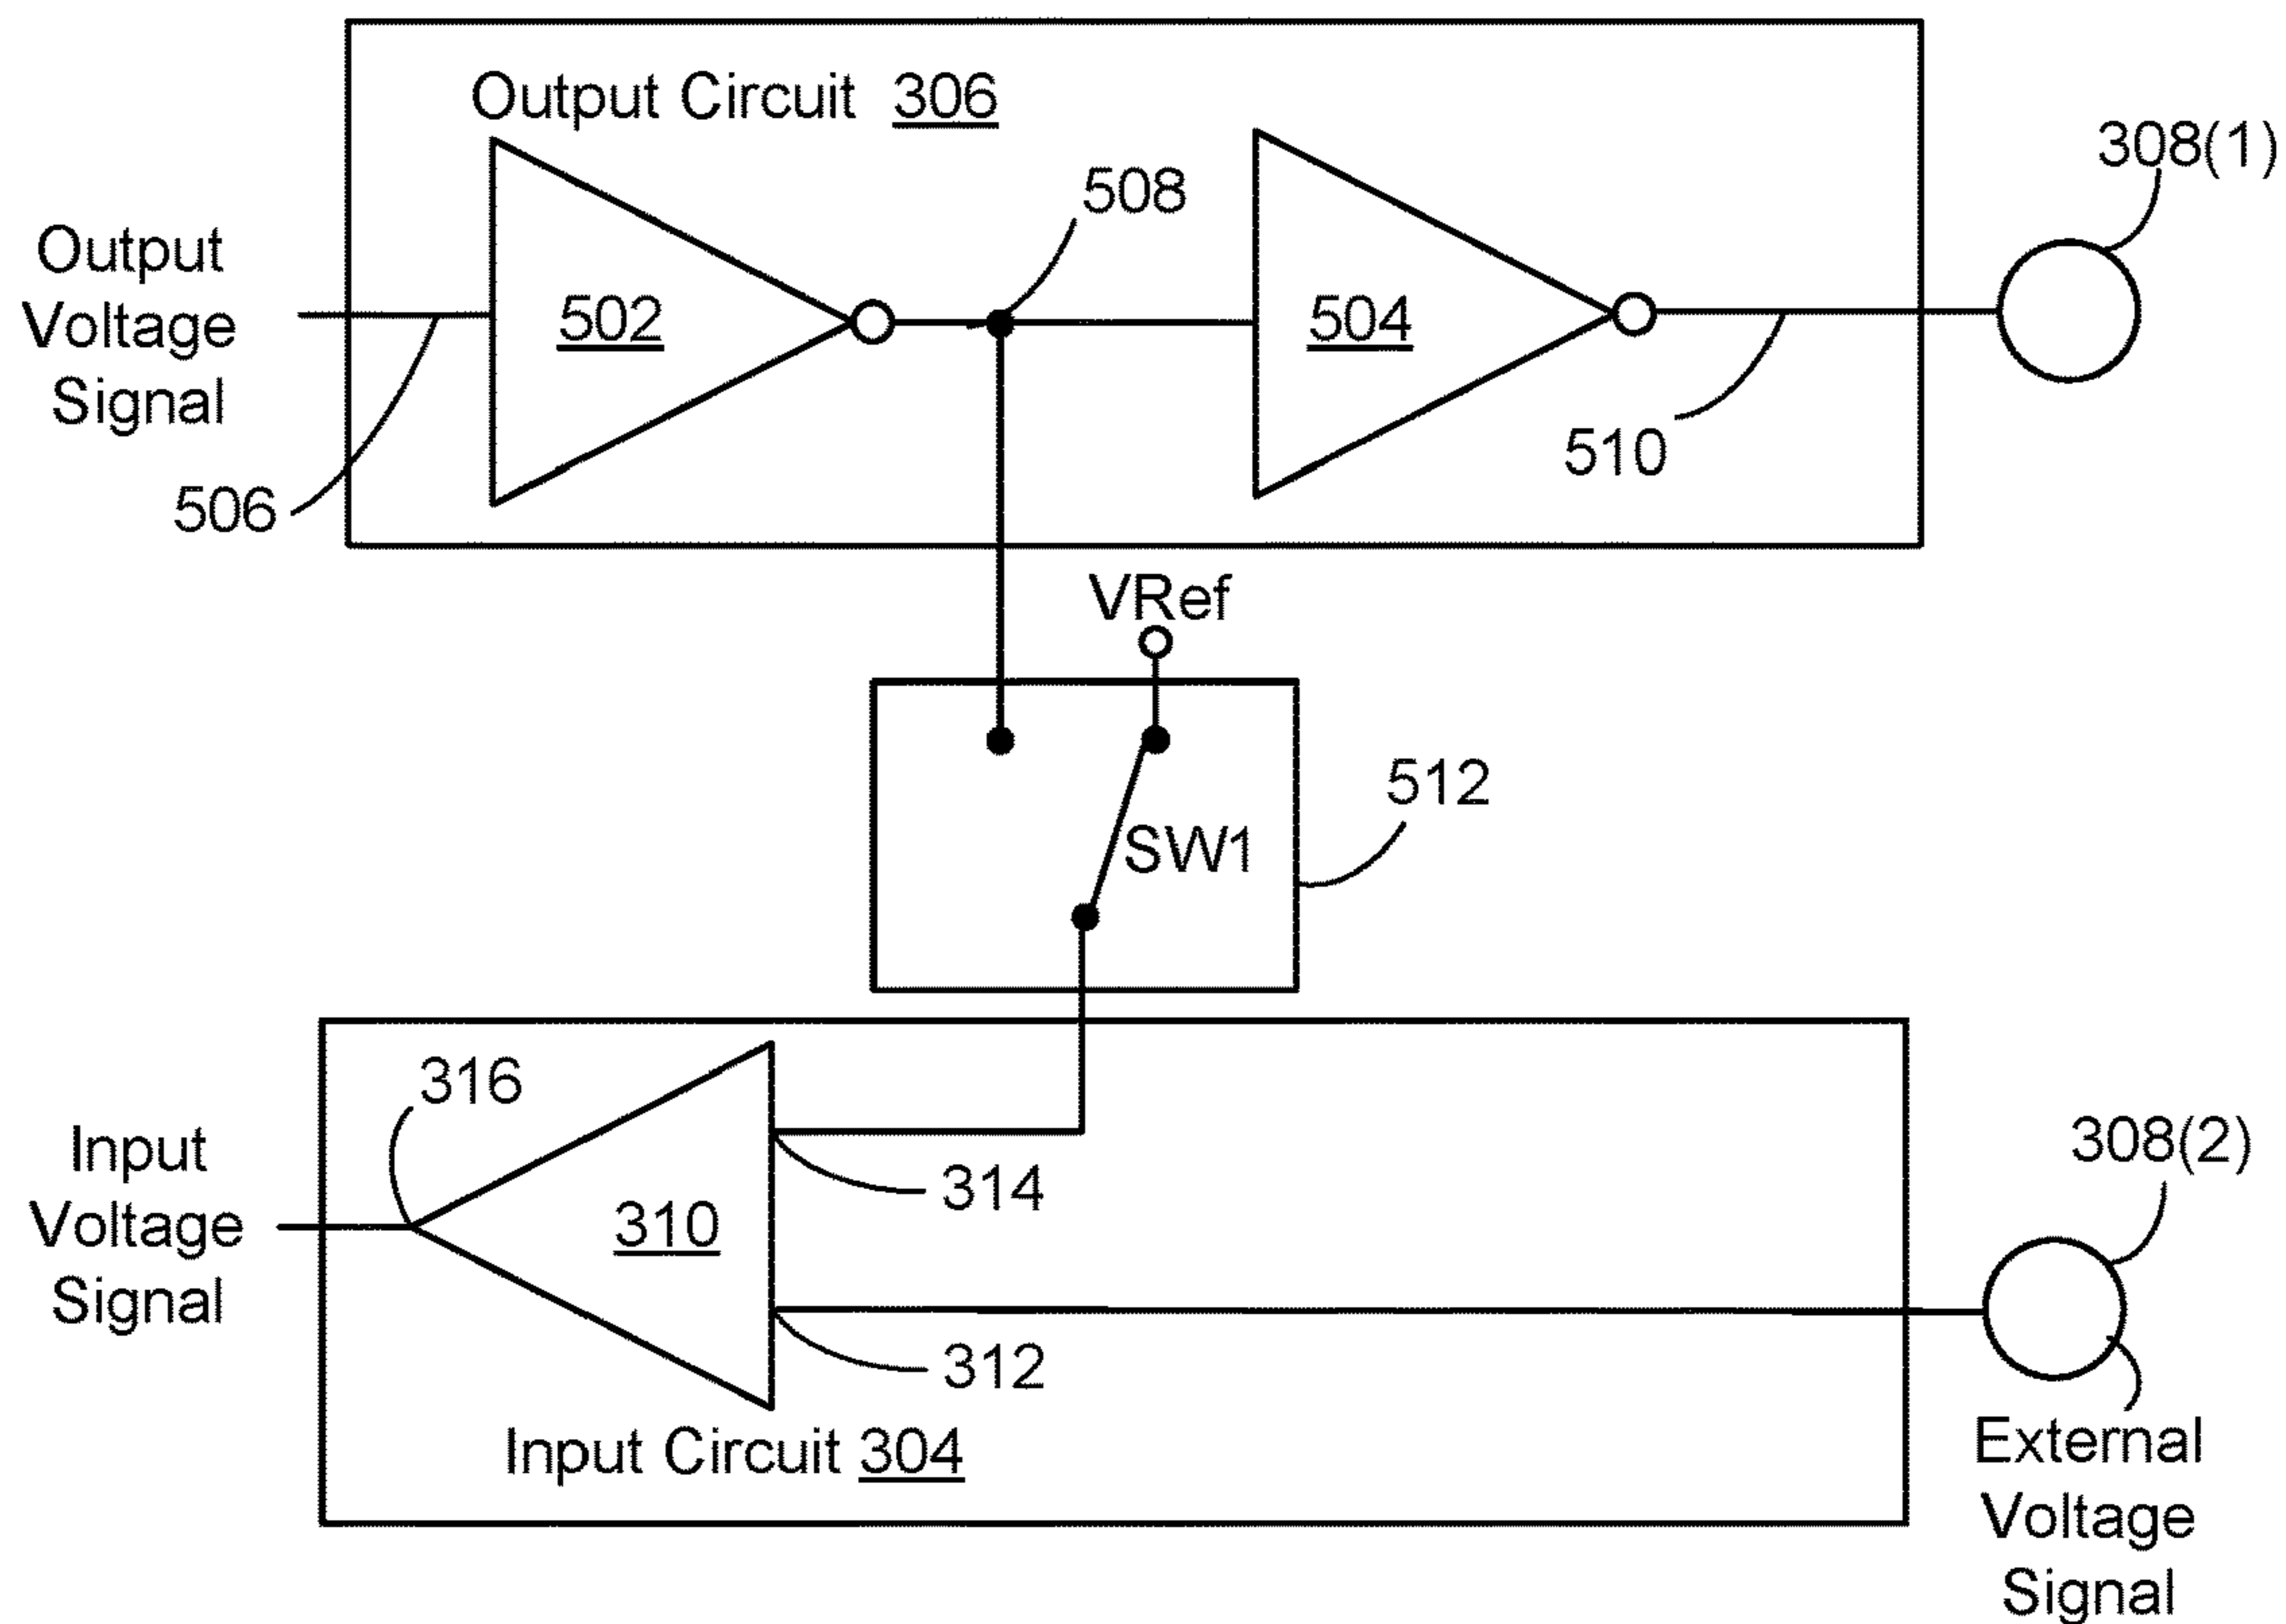 Output Circuit 306
308(1)
508
Output
Voltage
Signal
502
504
510
506
VRef
512
SW1
316
314
Input
Voltage
Signal
310
308(2)
312
Input Circuit 304
External
Voltage
Signal